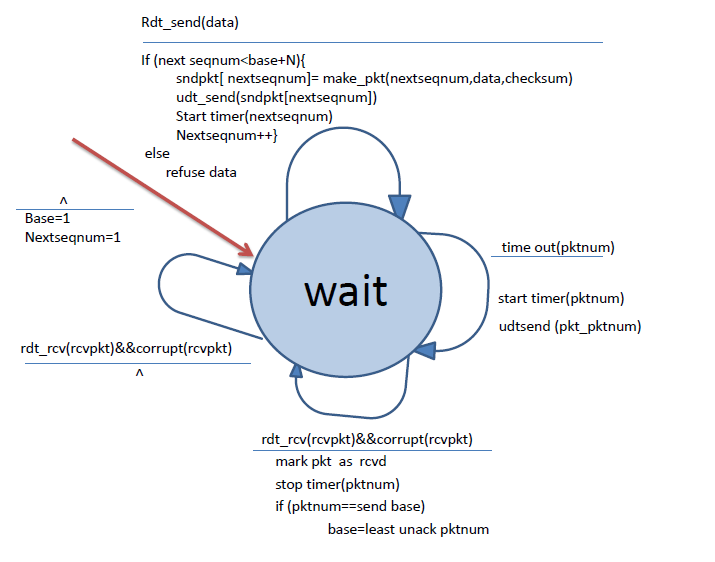 Rdt_send(data)
If (next seqnum<base+N){
sndpkt[ nextseqnum]= make_pkt(nextseqnum,data,checksum)
udt_send(sndpkt[nextseqnum])
Start timer(nextseqnum)
Nextseqnum++}
else
refuse data
^
Base=1
Nextseqnum=1
wait
time out(pktnum)
start timer(pktnum)
udtsend (pkt_pktnum)
rdt_rcv(rcvpkt)&&corrupt(rcvpkt)
^
rdt_rcv(rcvpkt)&&corrupt(rcvpkt)
mark pkt as rcvd
stop timer(pktnum)
if (pktnum==send base)
base=least unack pktnum